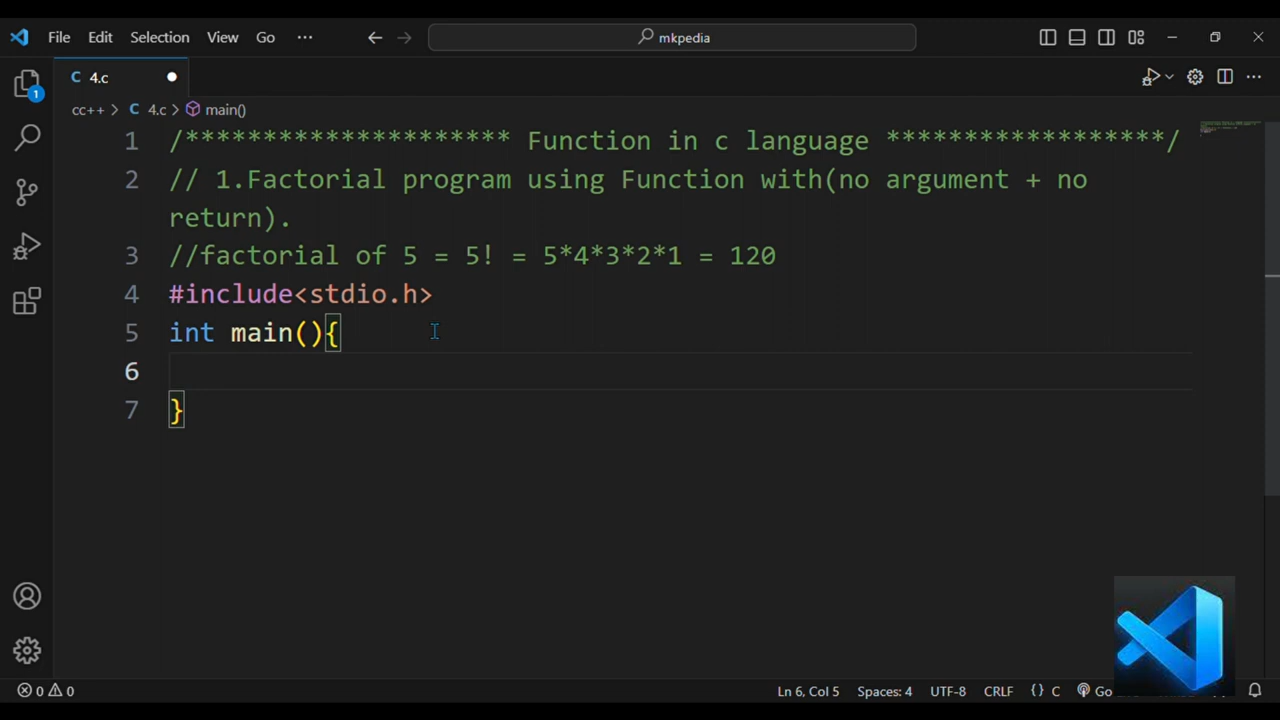 File Edit Selection View Go ··· mkpedia
C 4.c
cc++ > C 4.c > main()
1 /********************** Function in c language ******************/
2 // 1.Factorial program using Function with(no argument + no
return).
3 //factorial of 5 = 5! = 5*4*3*2*1 = 120
4 #include<stdio.h>
5 int main(){
6
7 }
1
0 0 Ln 6, Col 5 Spaces: 4 UTF-8 CRLF {} C Go